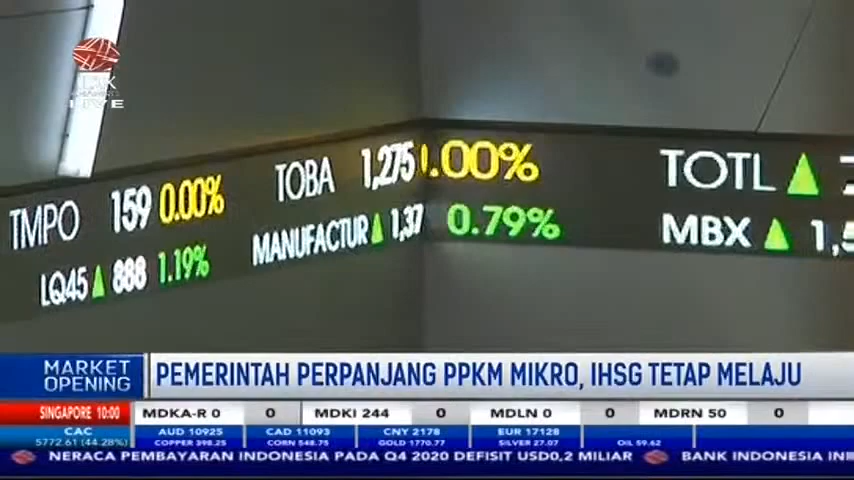 LIVE
TMPO 159 0.00% TOBA 1,275 0.00% TOTL
LQ45 888 1.19% MANUFACTUR 1,37 0.79% MBX 1,5
MARKET OPENING
PEMERINTAH PERPANJANG PPKM MIKRO, IHSG TETAP MELAJU
SINGAPORE 10:00 MDKA-R 0 0 MDKI 244 0 MDLN 0 0 MDRN 50 0
CAC AUD 10925 CAD 11093 CNY 2178 EUR 17128
5772.61 (44.28%) COPPER 398.25 CORN 548.75 GOLD 1770.77 SILVER 27.07 OIL 59.62
NERACA PEMBAYARAN INDONESIA PADA Q4 2020 DEFISIT USD0,2 MILIAR BANK INDONESIA INI